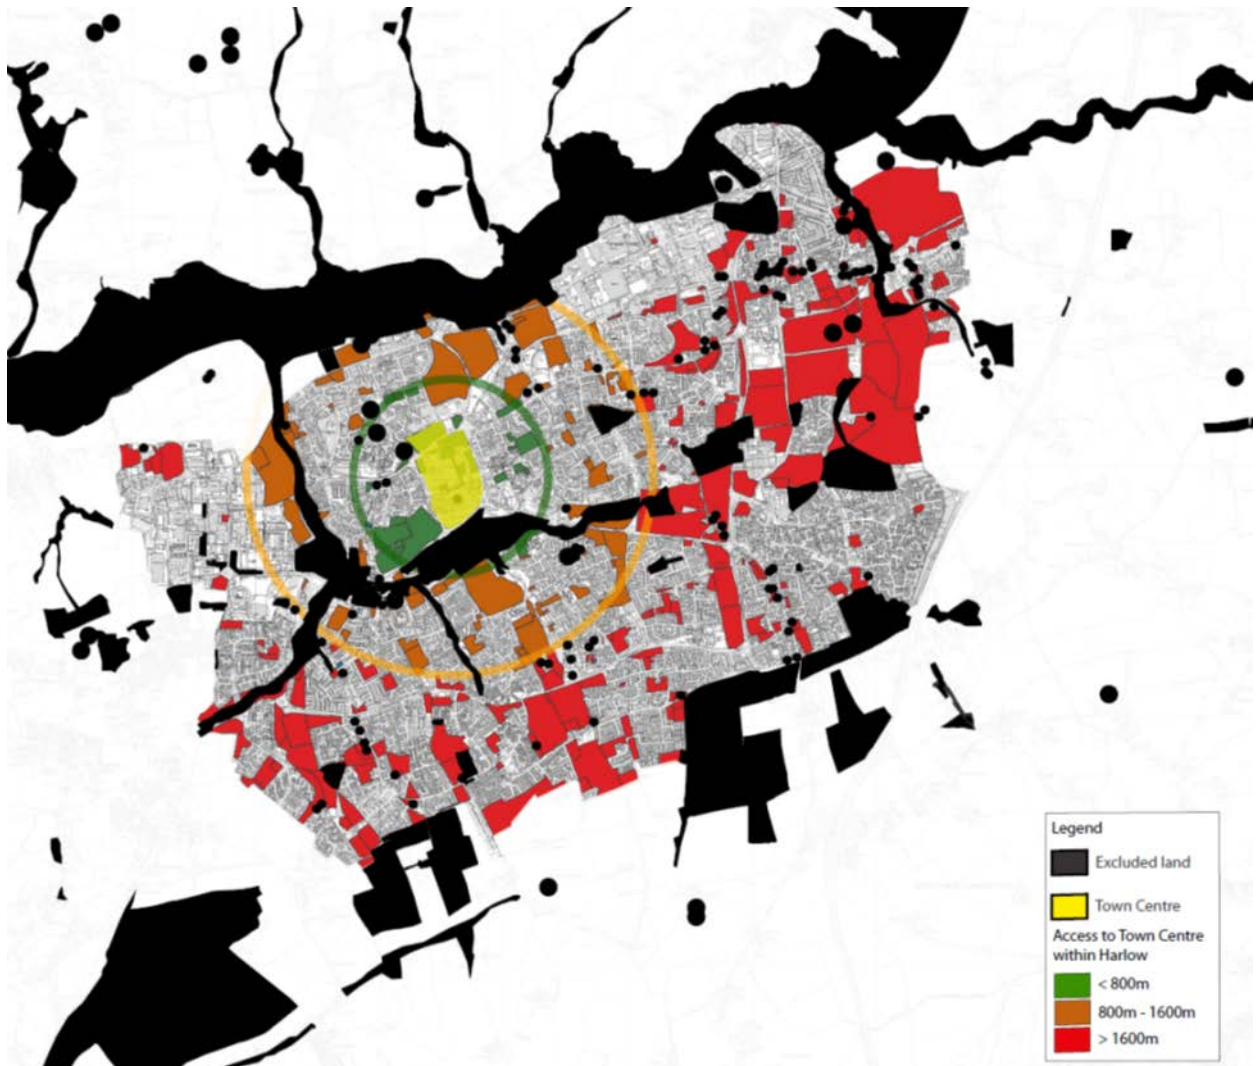 Legend
Excluded land
Town Centre
Access to Town Centre
within Harlow
< 800m
800m - 1600m
> 1600m